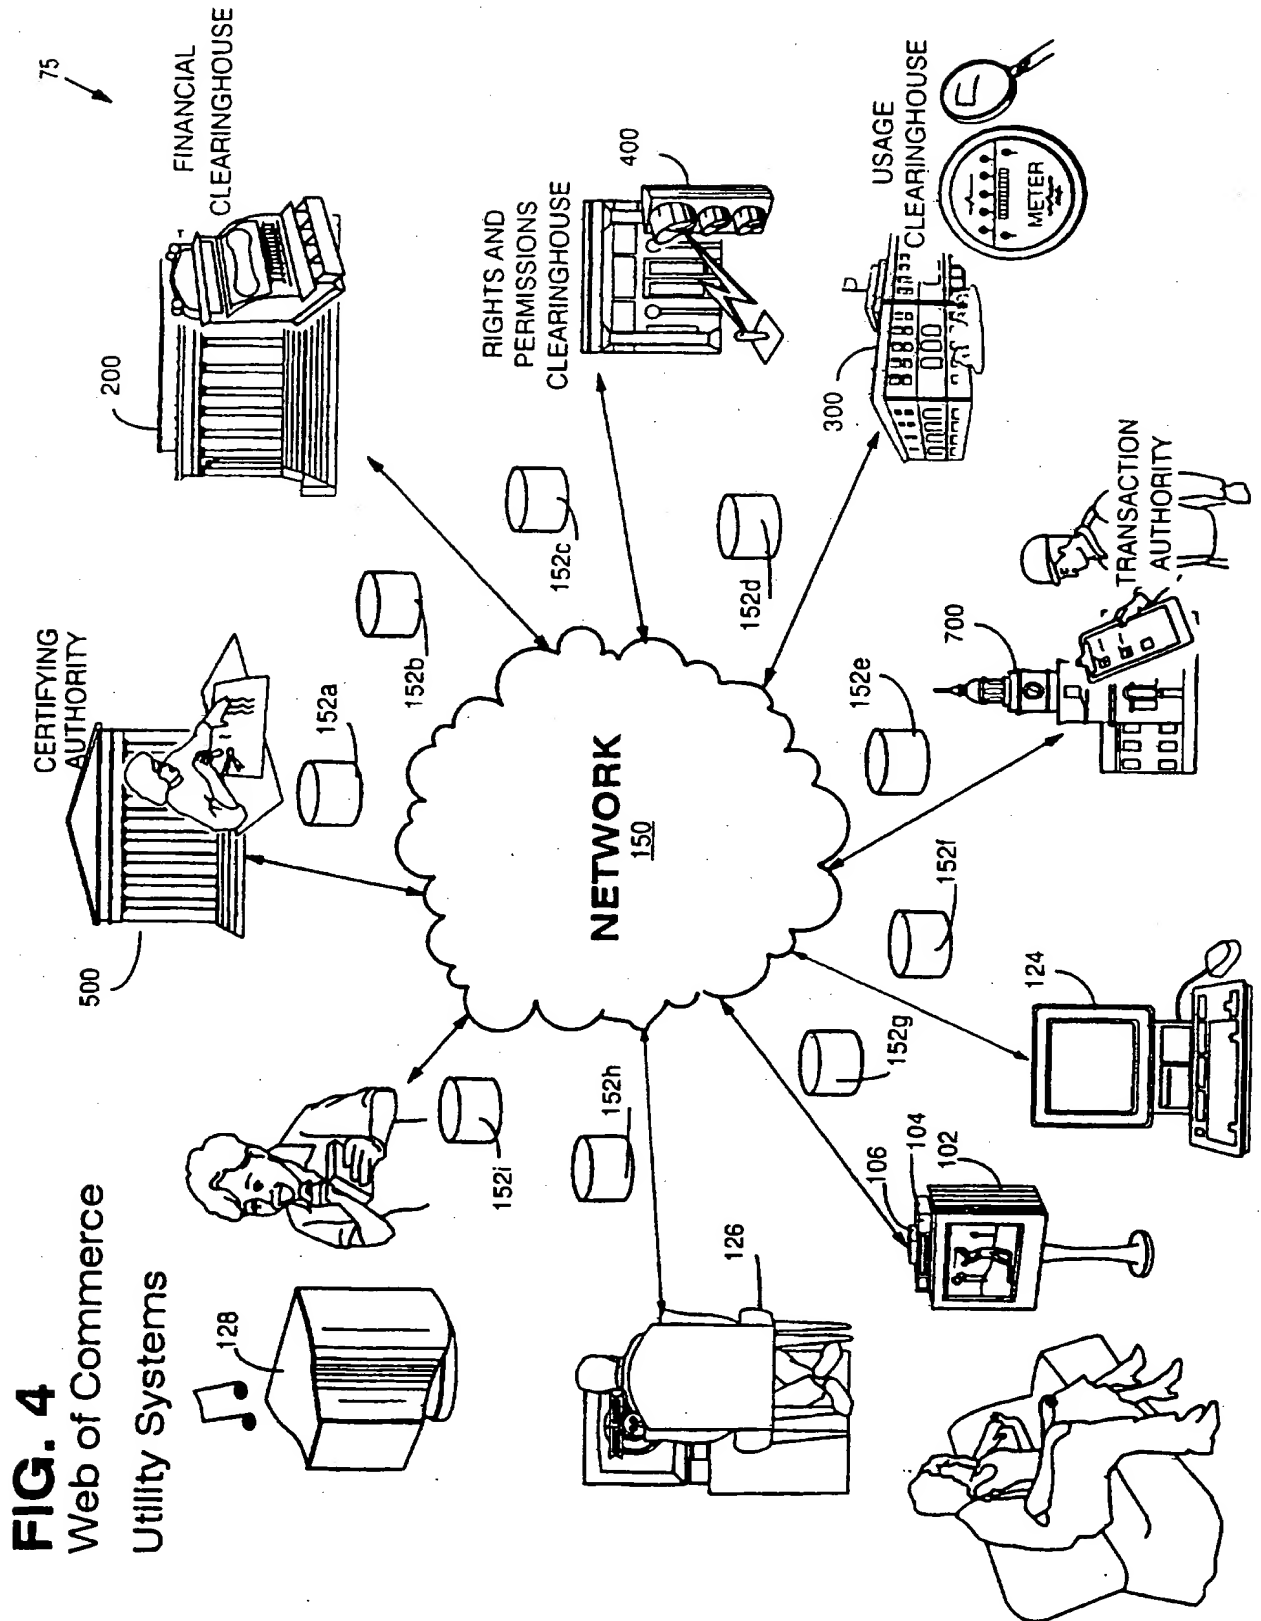 FIG. 4
Web of Commerce
Utility Systems
75
CERTIFYING
AUTHORITY
500
FINANCIAL
CLEARINGHOUSE
200
RIGHTS AND
PERMISSIONS
CLEARINGHOUSE
400
USAGE
CLEARINGHOUSE
300
METER
TRANSACTION
AUTHORITY
700
NETWORK
150
152a
152b
152c
152d
152e
152f
152g
152h
152i
128
126
106
104
102
124